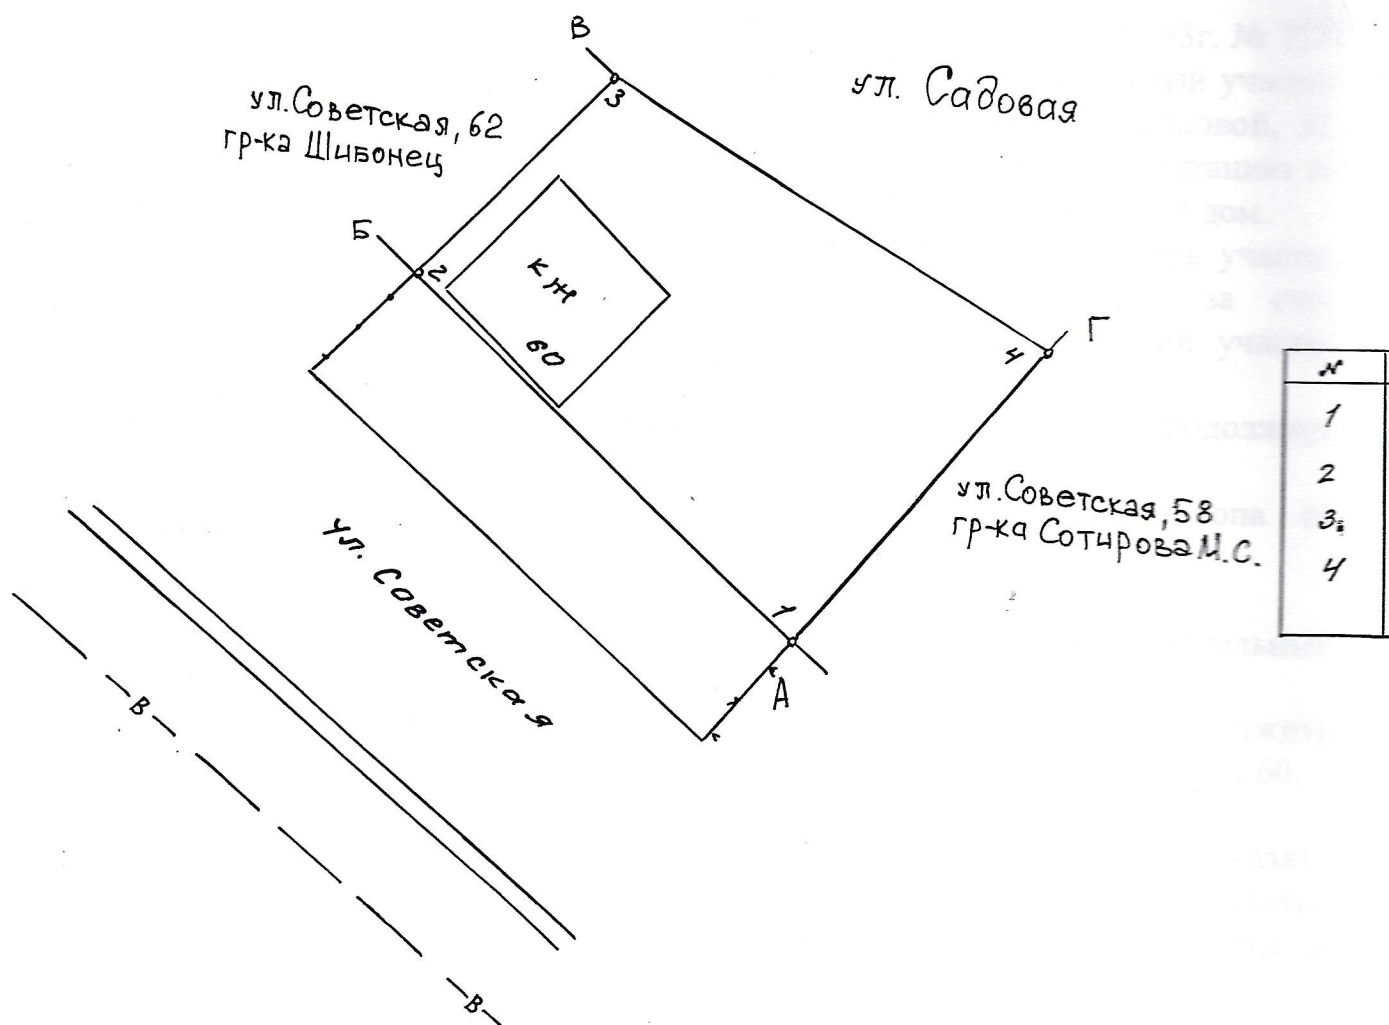 В
3
ул. Садовая
ул.Советская, 62
гр-ка Шибонец
Б
2
кж
60
4
Г
№
1
2
3
4
ул.Советская, 58
гр-ка Сотирова М.С.
1
А
ул. Советская
В
В